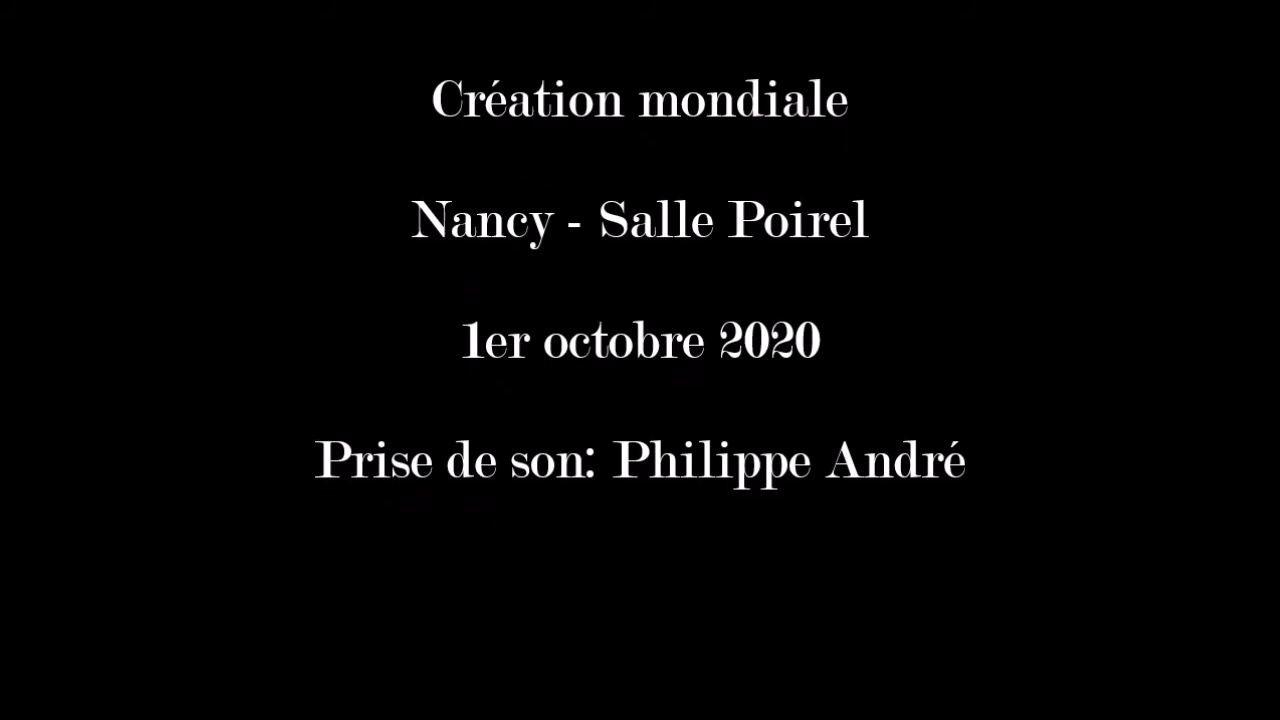 Création mondiale
Nancy - Salle Poirel
1er octobre 2020
Prise de son: Philippe André